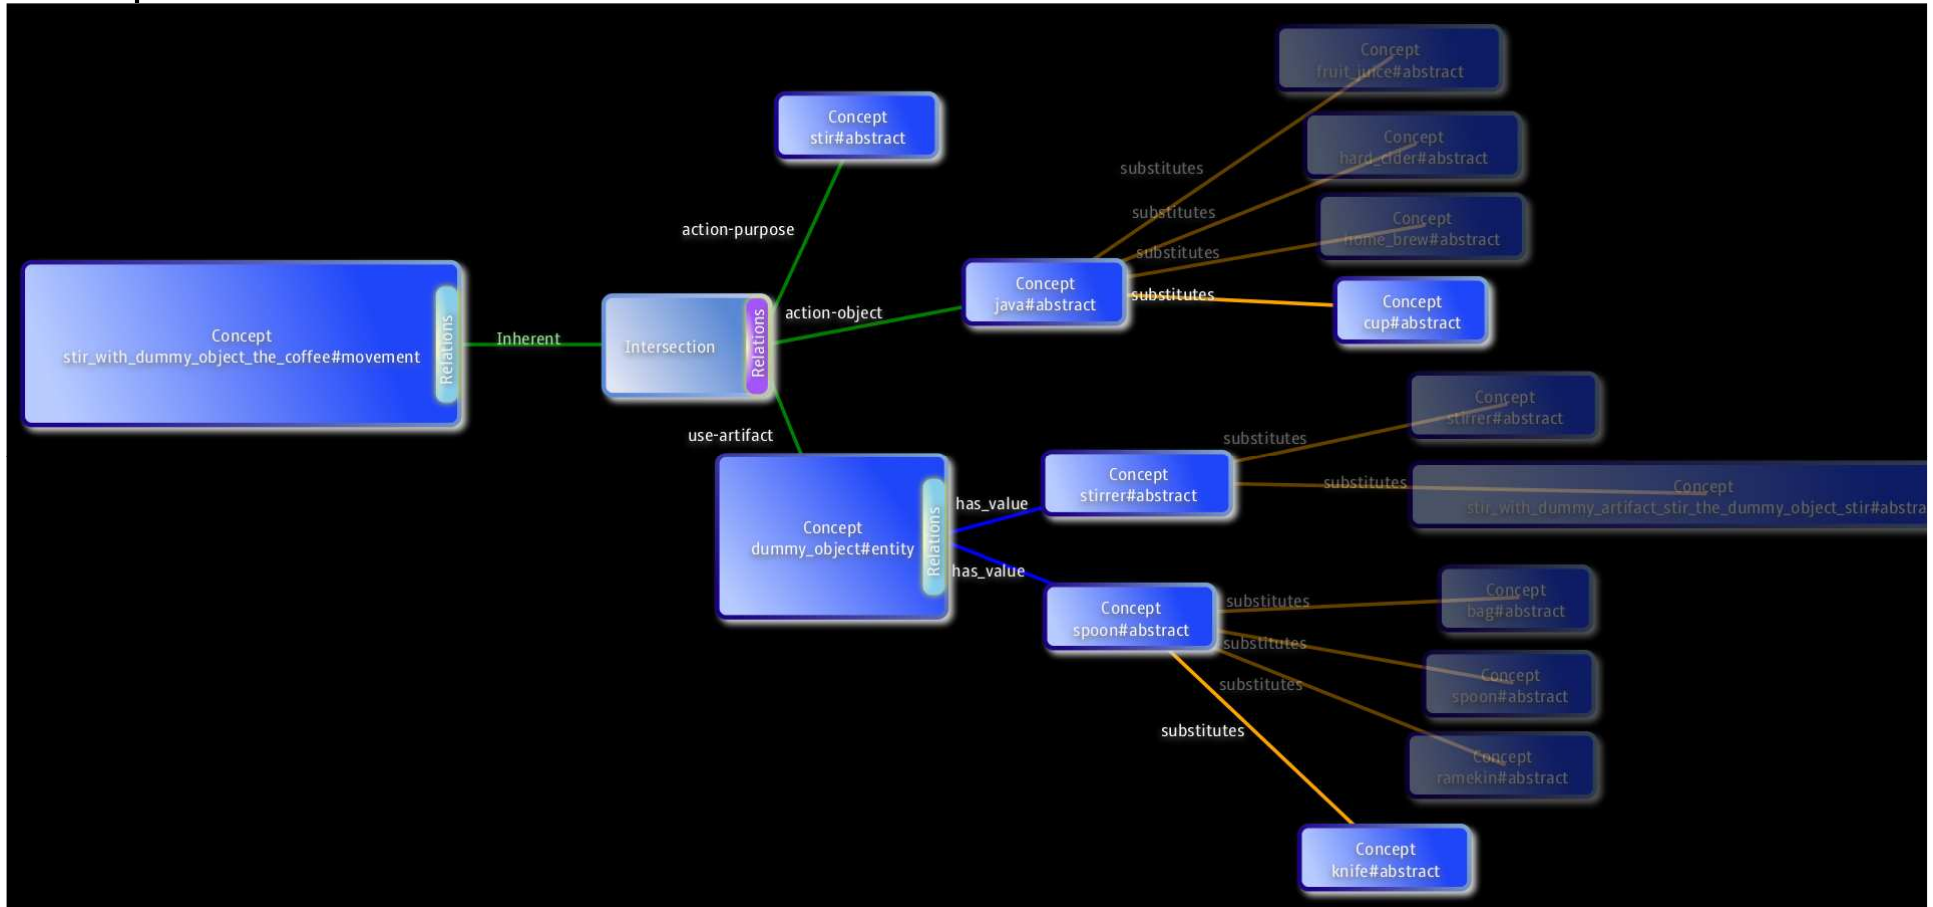 Concept
fruit_juice#abstract
Concept
stir#abstract
Concept
hard_cider#abstract
substitutes
substitutes
Concept
home_brew#abstract
action-purpose
substitutes
Concept
java#abstract
substitutes
Concept
cup#abstract
Concept
stir_with_dummy_object_the_coffee#movement
Relations
Inherent
Intersection
Relations
action-object
use-artifact
Concept
stirrer#abstract
substitutes
Concept
stirrer#abstract
substitutes
Concept
stir_with_dummy_artifact_stir_the_dummy_object_stir#abstra
has_value
Concept
dummy_object#entity
Relations
has_value
Concept
spoon#abstract
substitutes
Concept
bag#abstract
substitutes
Concept
spoon#abstract
substitutes
substitutes
Concept
ramekin#abstract
Concept
knife#abstract